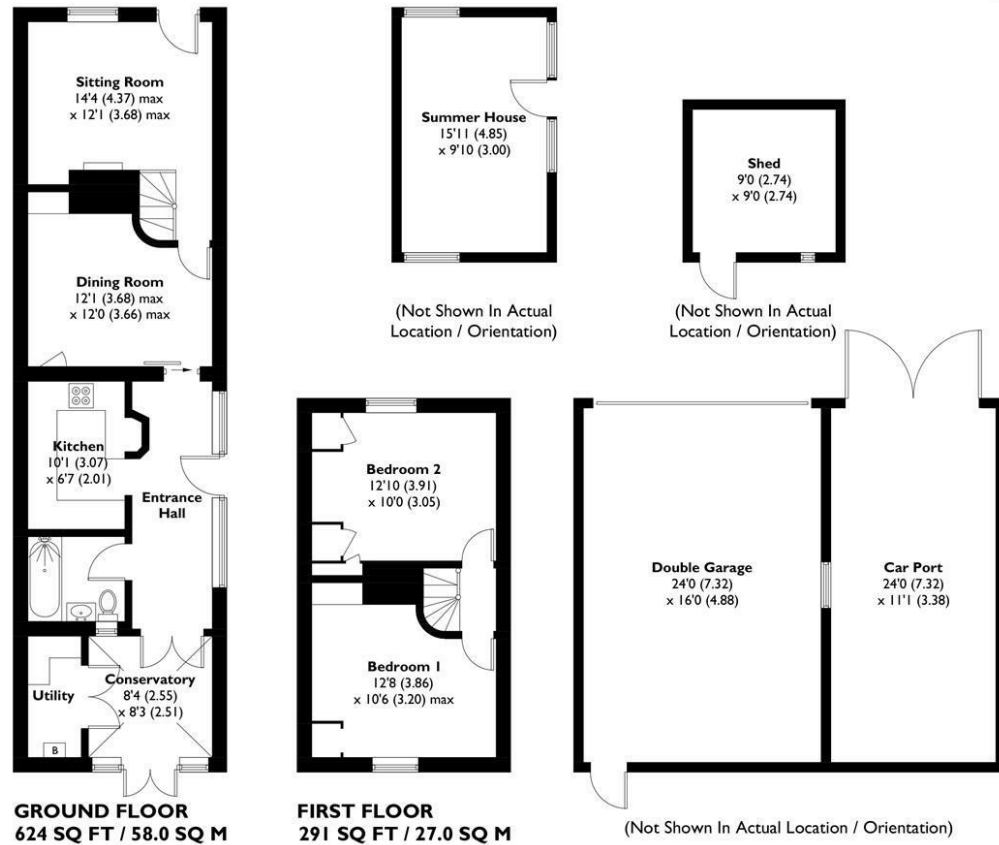 Sitting Room
14'4 (4.37) max
x 12'1 (3.68) max
Dining Room
12'1 (3.68) max
x 12'0 (3.66) max
Kitchen
10'1 (3.07)
x 6'7 (2.01)
Entrance
Hall
Utility
B
Conservatory
8'4 (2.55)
x 8'3 (2.51)
GROUND FLOOR
624 SQ FT / 58.0 SQ M
Summer House
15'11 (4.85)
x 9'10 (3.00)
(Not Shown In Actual
Location / Orientation)
Shed
9'0 (2.74)
x 9'0 (2.74)
(Not Shown In Actual
Location / Orientation)
Bedroom 2
12'10 (3.91)
x 10'0 (3.05)
Bedroom 1
12'8 (3.86)
x 10'6 (3.20) max
FIRST FLOOR
291 SQ FT / 27.0 SQ M
Double Garage
24'0 (7.32)
x 16'0 (4.88)
Car Port
24'0 (7.32)
x 11'1 (3.38)
(Not Shown In Actual Location / Orientation)